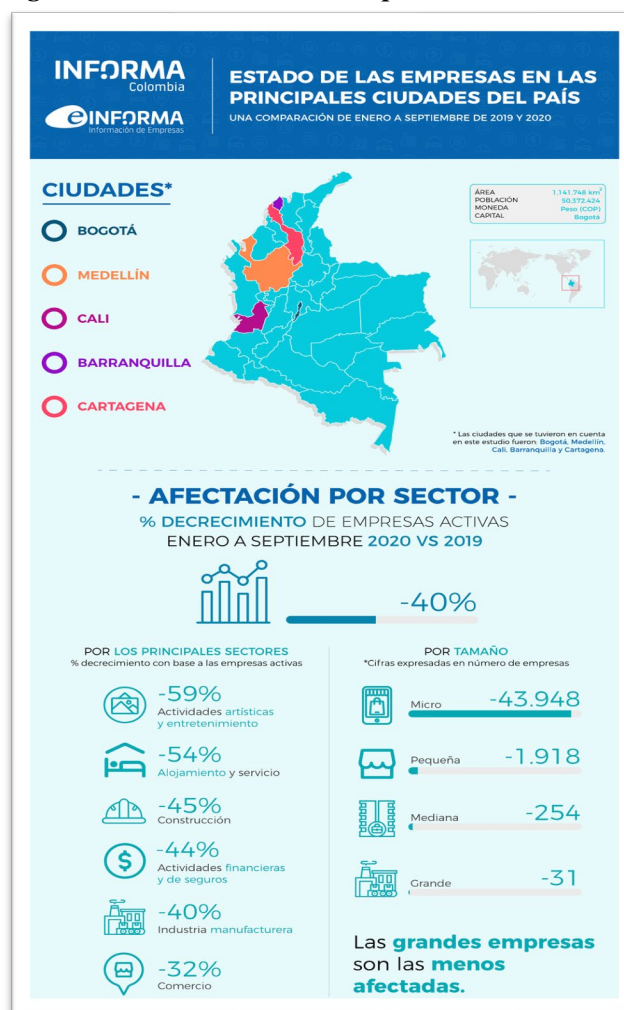 INFORMA
Colombia
eINFORMA
Información de Empresas
ESTADO DE LAS EMPRESAS EN LAS
PRINCIPALES CIUDADES DEL PAÍS
UNA COMPARACIÓN DE ENERO A SEPTIEMBRE DE 2019 Y 2020
CIUDADES*
BOGOTÁ
MEDELLÍN
CALI
BARRANQUILLA
CARTAGENA
ÁREA 1.141.748 km²
POBLACIÓN 50.372.424
MONEDA Peso (COP)
CAPITAL Bogotá
* Las ciudades que se tuvieron en cuenta
en este estudio fueron: Bogotá, Medellín,
Cali, Barranquilla y Cartagena.
- AFECTACIÓN POR SECTOR -
% DECRECIMIENTO DE EMPRESAS ACTIVAS
ENERO A SEPTIEMBRE 2020 VS 2019
-40%
POR LOS PRINCIPALES SECTORES
% decrecimiento con base a las empresas activas
-59%
Actividades artísticas
y entretenimiento
-54%
Alojamiento y servicio
-45%
Construcción
-44%
Actividades financieras
y de seguros
-40%
Industria manufacturera
-32%
Comercio
POR TAMAÑO
*Cifras expresadas en número de empresas
Micro -43.948
Pequeña -1.918
Mediana -254
Grande -31
Las grandes empresas
son las menos
afectadas.